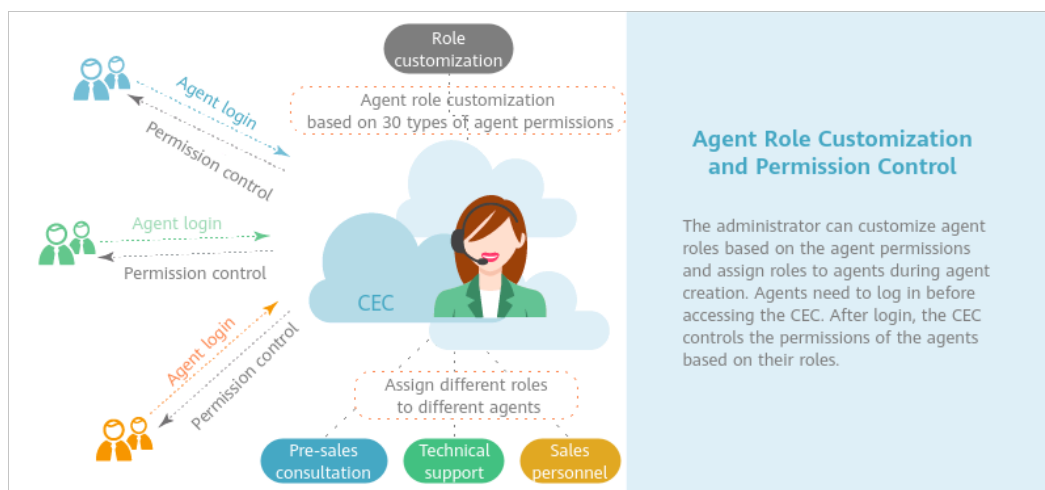 Role
customization
Agent role customization
based on 30 types of agent permissions
Agent login
Permission control
Agent login
Permission control
Agent login
Permission control
CEC
Assign different roles
to different agents
Pre-sales
consultation
Technical
support
Sales
personnel
Agent Role Customization
and Permission Control
The administrator can customize agent
roles based on the agent permissions
and assign roles to agents during agent
creation. Agents need to log in before
accessing the CEC. After login, the CEC
controls the permissions of the agents
based on their roles.